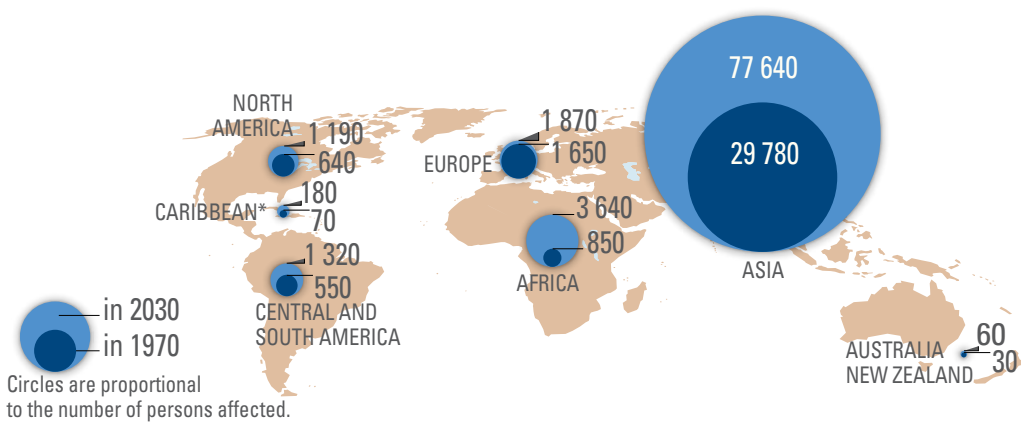 77 640
29 780
ASIA
NORTH
AMERICA
1 190
640
CARIBBEAN*
180
70
1 320
550
CENTRAL AND
SOUTH AMERICA
EUROPE
1 870
1 650
3 640
850
AFRICA
AUSTRALIA
NEW ZEALAND
60
30
in 2030
in 1970
Circles are proportional
to the number of persons affected.